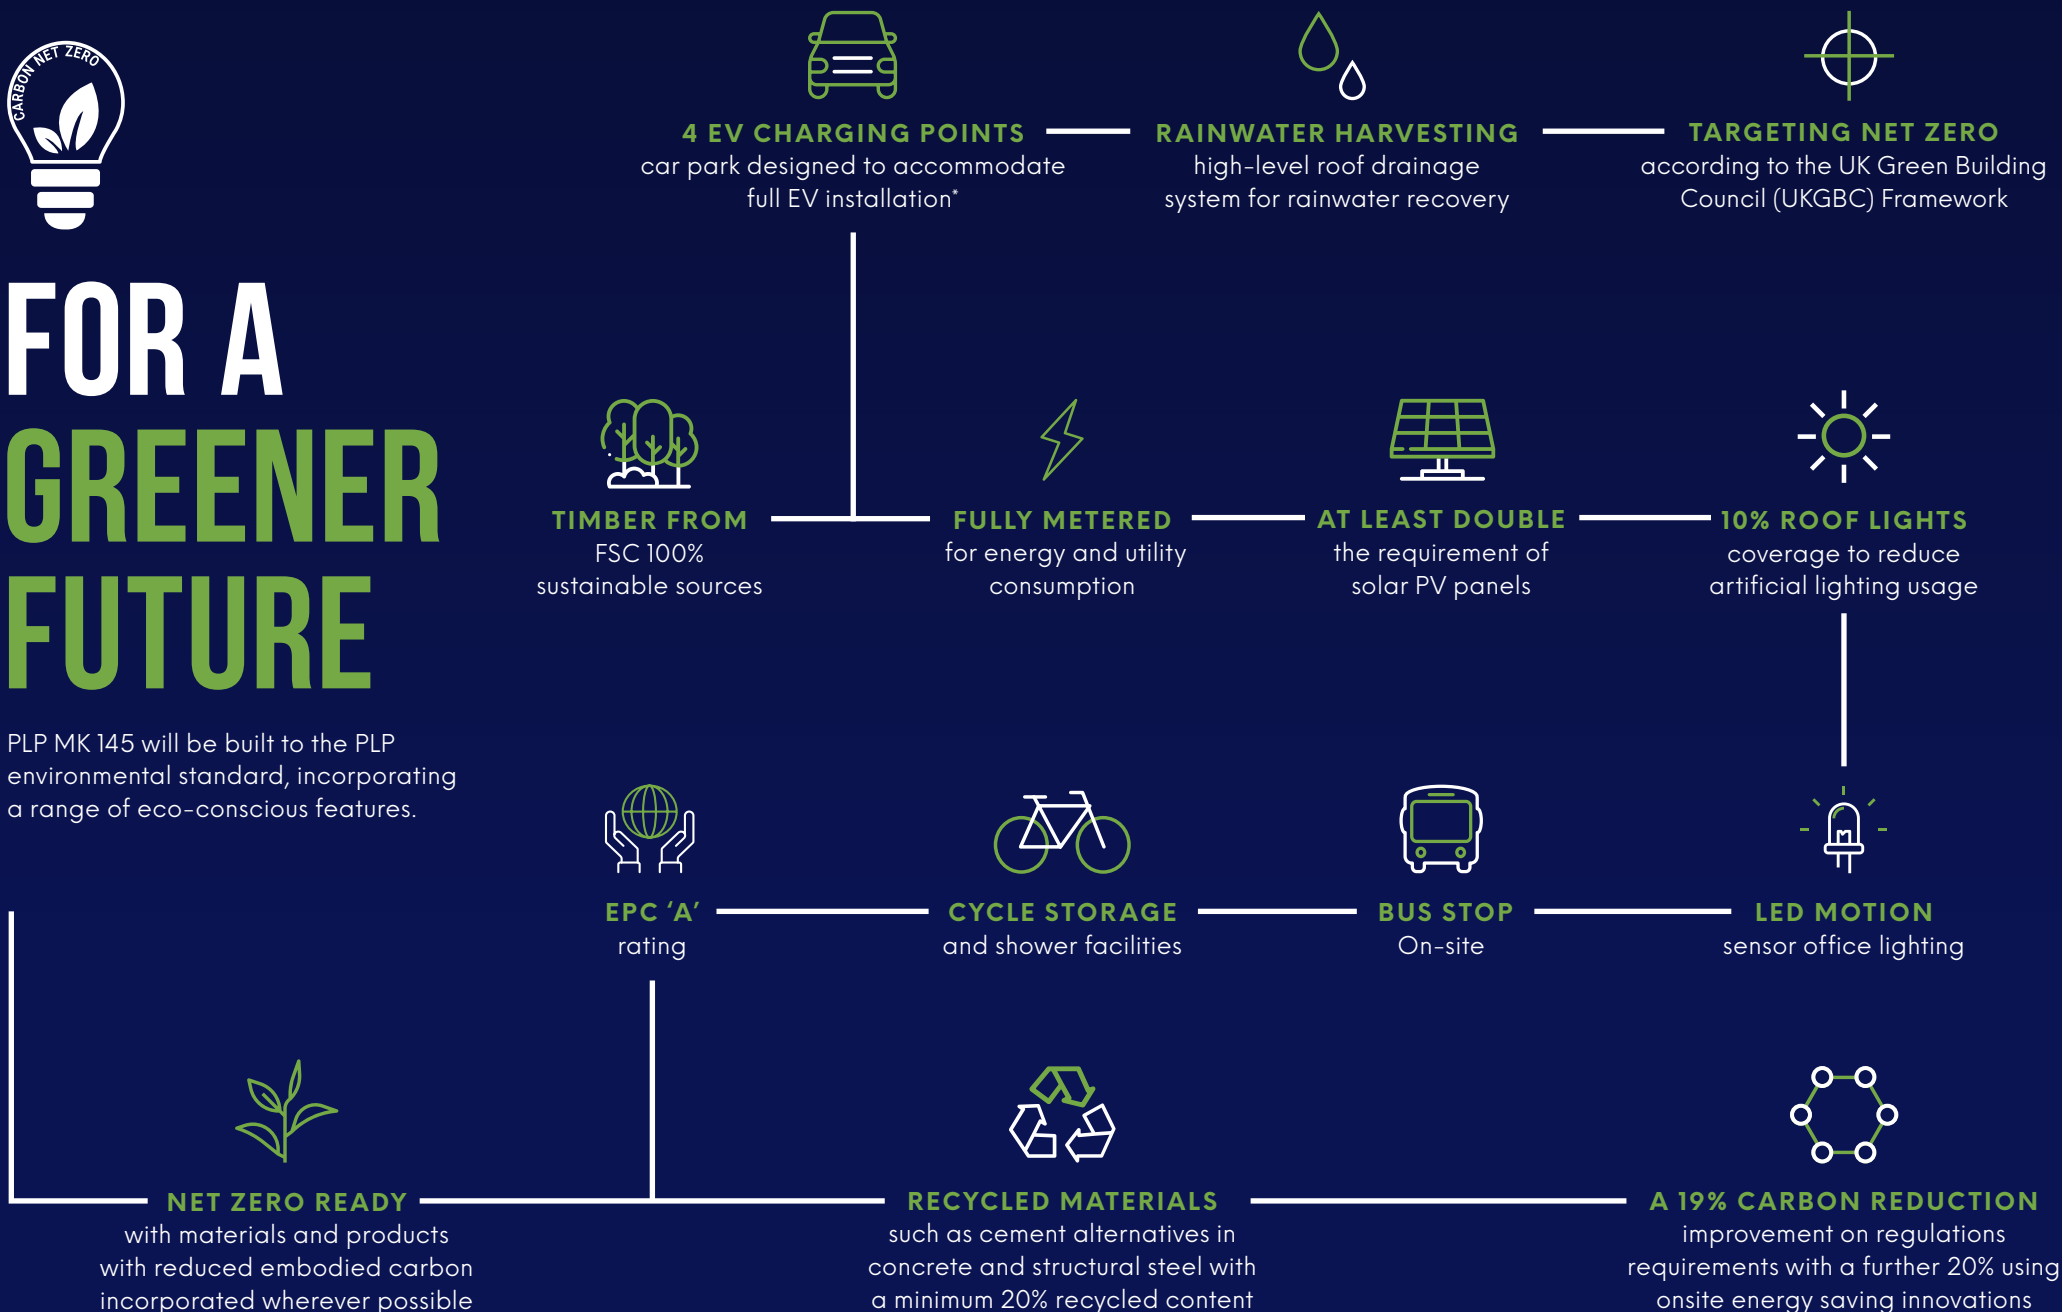 CARBON NET ZERO
FOR A
GREENER
FUTURE
PLP MK 145 will be built to the PLP
environmental standard, incorporating
a range of eco-conscious features.
4 EV CHARGING POINTS
car park designed to accommodate
full EV installation*
RAINWATER HARVESTING
high-level roof drainage
system for rainwater recovery
TARGETING NET ZERO
according to the UK Green Building
Council (UKGBC) Framework
TIMBER FROM
FSC 100%
sustainable sources
FULLY METERED
for energy and utility
consumption
AT LEAST DOUBLE
the requirement of
solar PV panels
10% ROOF LIGHTS
coverage to reduce
artificial lighting usage
EPC ‘A’
rating
CYCLE STORAGE
and shower facilities
BUS STOP
On-site
LED MOTION
sensor office lighting
NET ZERO READY
with materials and products
with reduced embodied carbon
incorporated wherever possible
RECYCLED MATERIALS
such as cement alternatives in
concrete and structural steel with
a minimum 20% recycled content
A 19% CARBON REDUCTION
improvement on regulations
requirements with a further 20% using
onsite energy saving innovations